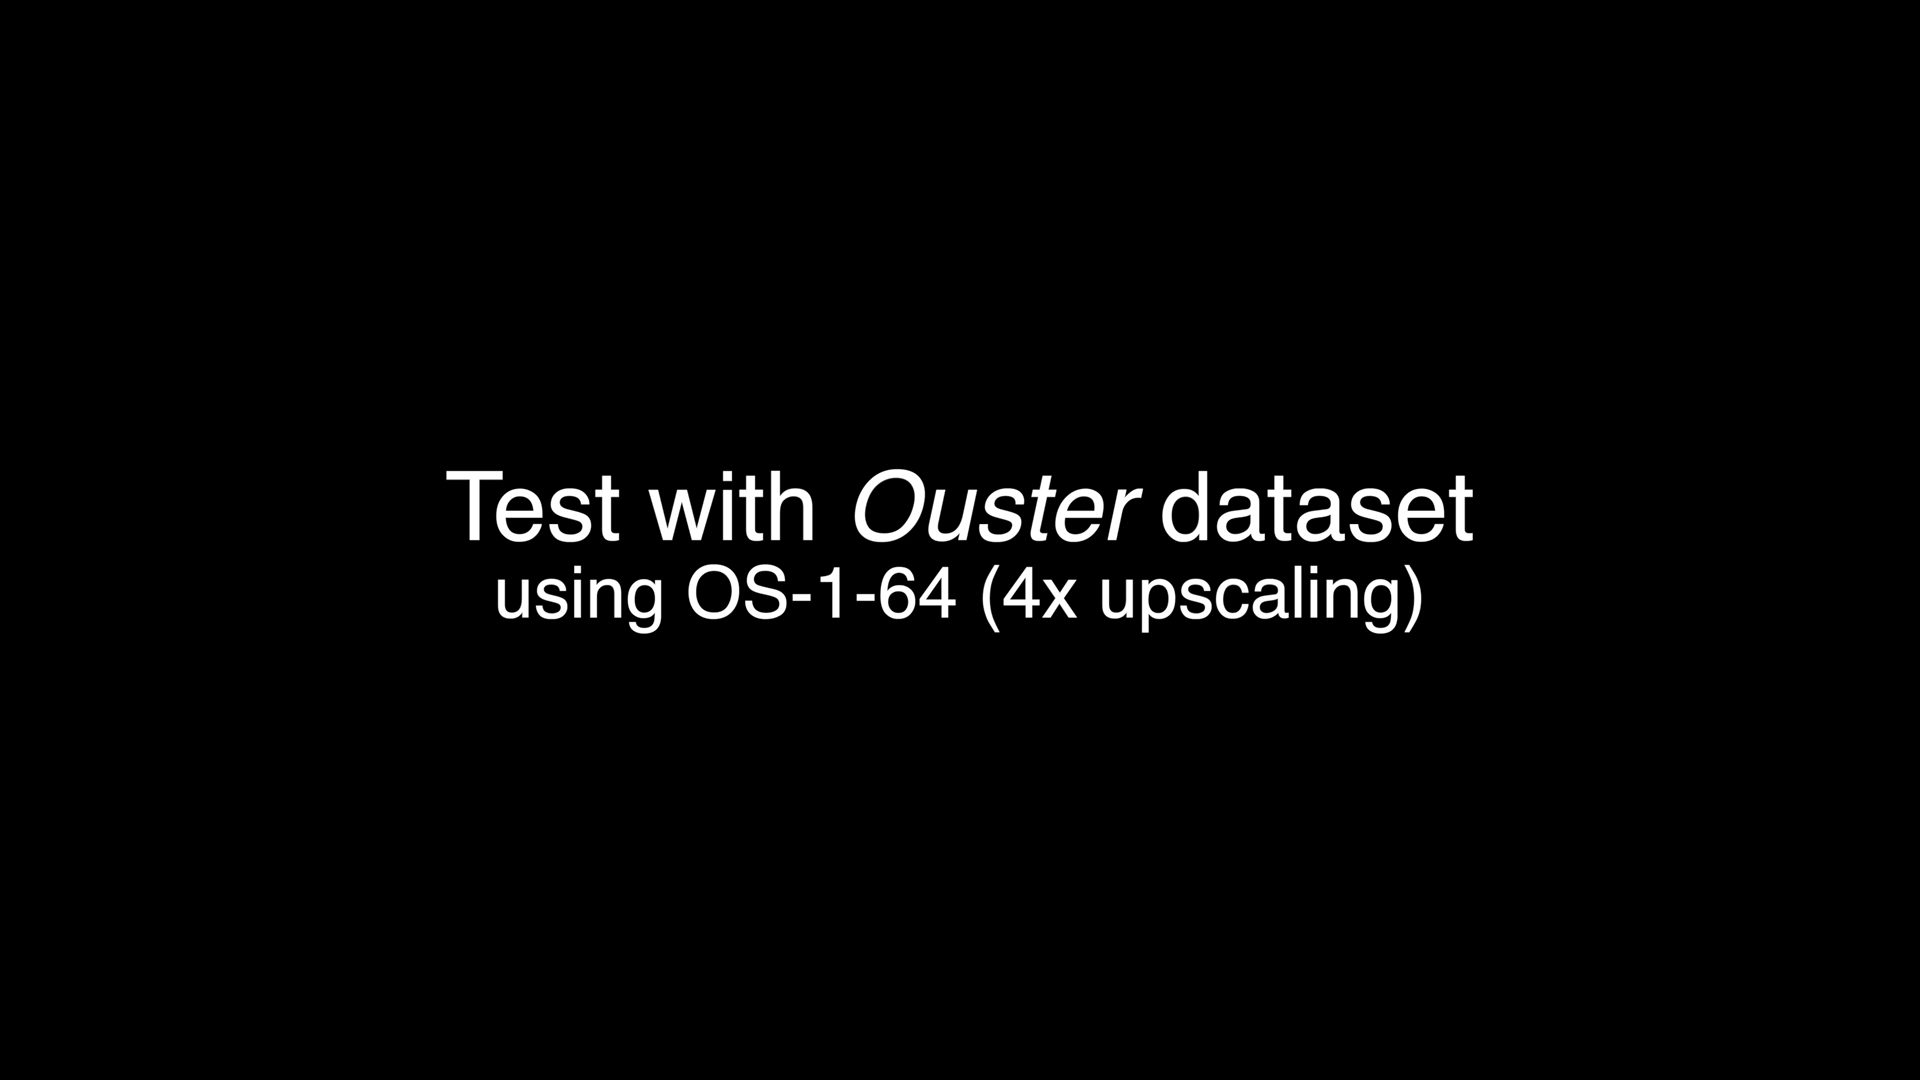 Test with Ouster dataset
using OS-1-64 (4x upscaling)